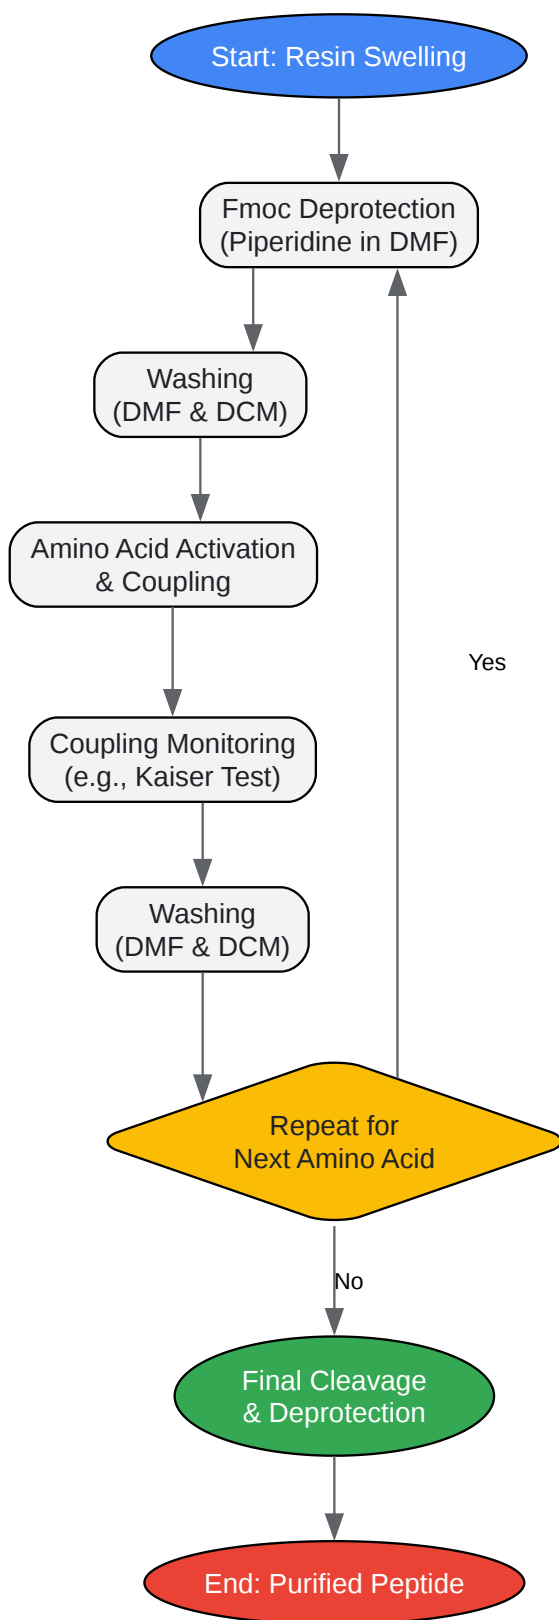 Start: Resin Swelling
Fmoc Deprotection
(Piperidine in DMF)
Washing
(DMF & DCM)
Amino Acid Activation
& Coupling
Yes
Coupling Monitoring
(e.g., Kaiser Test)
Washing
(DMF & DCM)
Repeat for
Next Amino Acid
No
Final Cleavage
& Deprotection
End: Purified Peptide